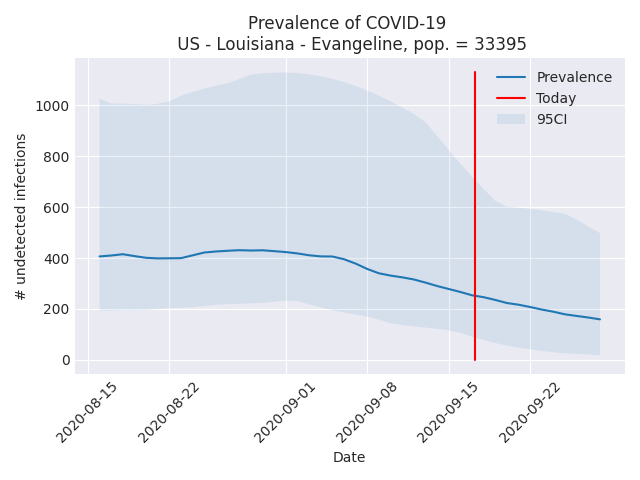 Prevalence of COVID-19
US - Louisiana - Evangeline, pop. = 33395
Prevalence
Today
95CI
# undetected infections
1000
800
600
400
200
0
2020-08-15
2020-08-22
2020-09-01
2020-09-08
2020-09-15
2020-09-22
Date